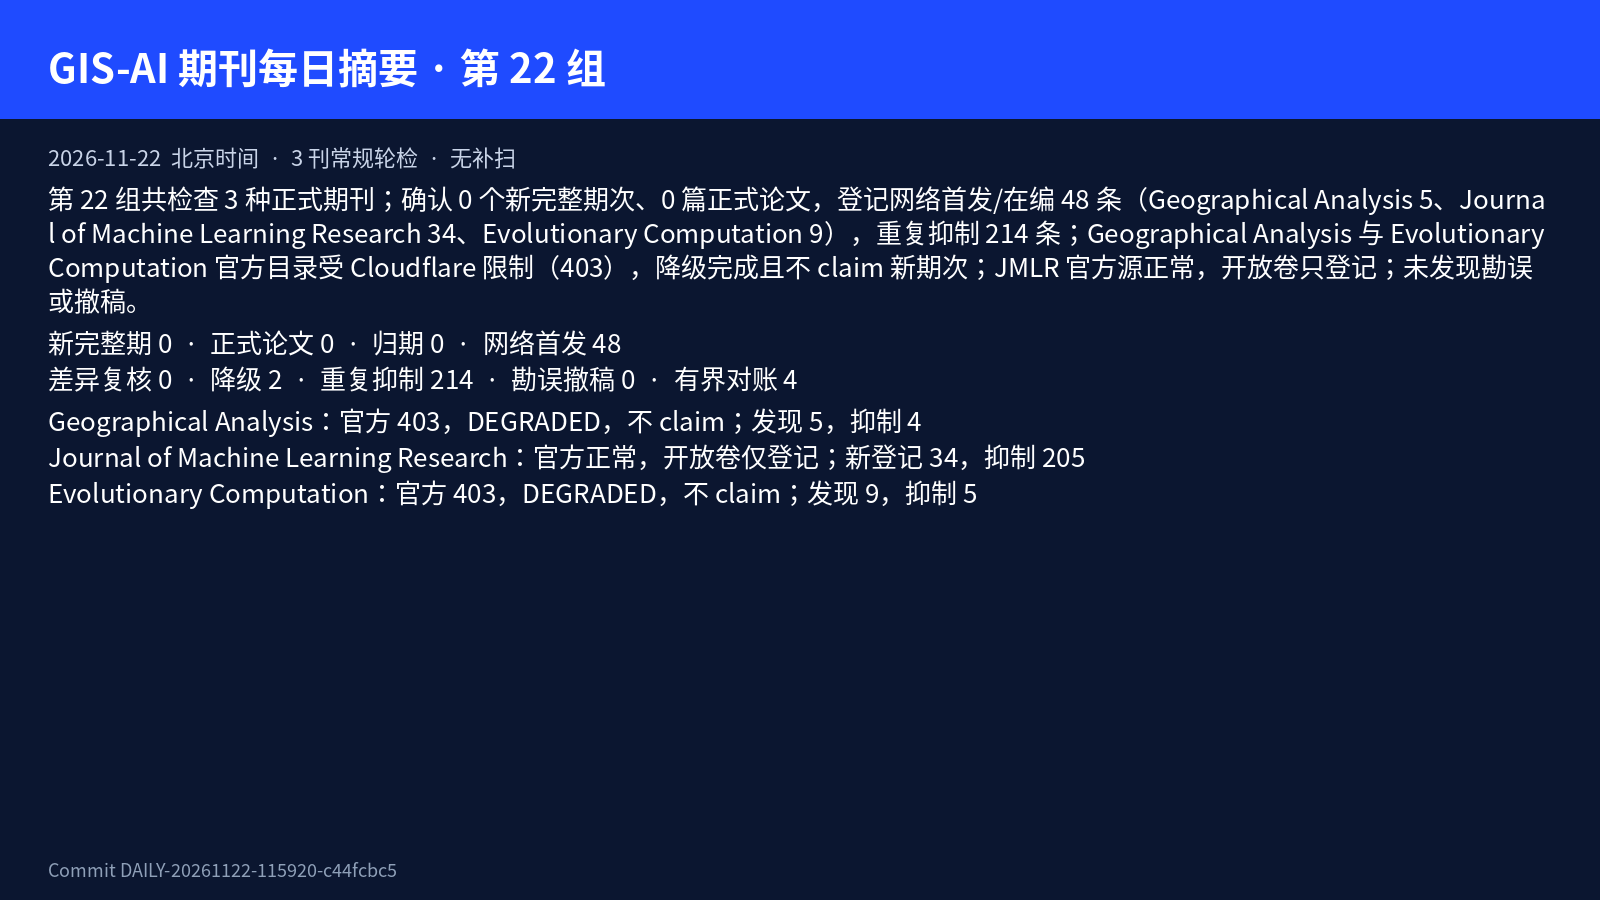 GIS-AI 期刊每日摘要 · 第 22 组
2026-11-22 北京时间 · 3 刊常规轮检 · 无补扫
第 22 组共检查 3 种正式期刊；确认 0 个新完整期次、0 篇正式论文，登记网络首发/在编 48 条（Geographical Analysis 5、Journa
l of Machine Learning Research 34、Evolutionary Computation 9），重复抑制 214 条；Geographical Analysis 与 Evolutionary
Computation 官方目录受 Cloudflare 限制（403），降级完成且不 claim 新期次；JMLR 官方源正常，开放卷只登记；未发现勘误
或撤稿。
新完整期 0 · 正式论文 0 · 归期 0 · 网络首发 48
差异复核 0 · 降级 2 · 重复抑制 214 · 勘误撤稿 0 · 有界对账 4
Geographical Analysis：官方 403，DEGRADED，不 claim；发现 5，抑制 4
Journal of Machine Learning Research：官方正常，开放卷仅登记；新登记 34，抑制 205
Evolutionary Computation：官方 403，DEGRADED，不 claim；发现 9，抑制 5
Commit DAILY-20261122-115920-c44fcbc5